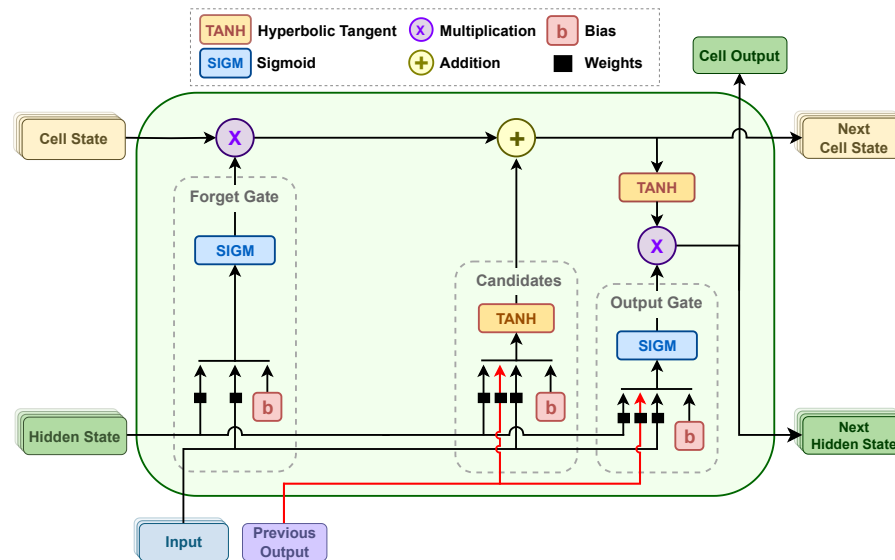 TANH Hyperbolic Tangent X Multiplication b Bias
SIGM Sigmoid + Addition Weights
Cell Output
Cell State
X
+
Next
Cell State
Forget Gate
TANH
SIGM
X
Candidates
Output Gate
TANH
SIGM
b
b
b
Hidden State
Next
Hidden State
Input
Previous
Output